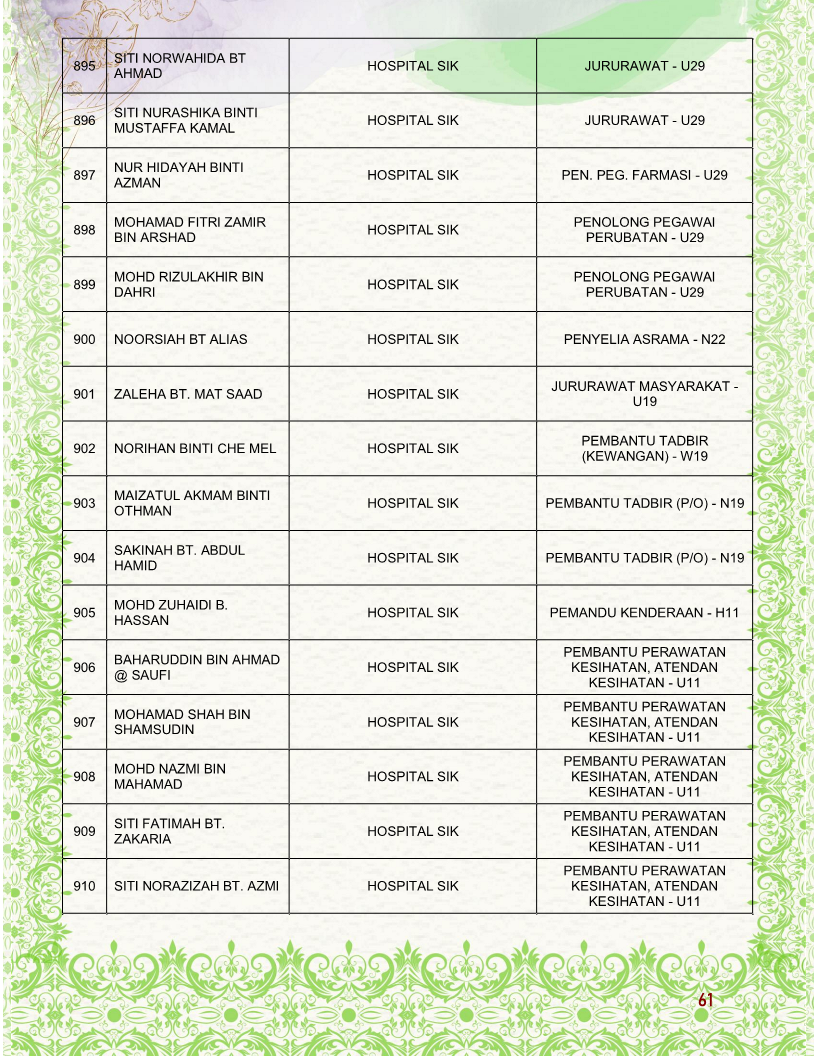 895 SITI NORWAHIDA BT
AHMAD HOSPITAL SIK JURURAWAT - U29
896 SITI NURASHIKA BINTI
MUSTAFFA KAMAL HOSPITAL SIK JURURAWAT - U29
897 NUR HIDAYAH BINTI
AZMAN HOSPITAL SIK PEN. PEG. FARMASI - U29
898 MOHAMAD FITRI ZAMIR
BIN ARSHAD HOSPITAL SIK PENOLONG PEGAWAI
PERUBATAN - U29
899 MOHD RIZULAKHIR BIN
DAHRI HOSPITAL SIK PENOLONG PEGAWAI
PERUBATAN - U29
900 NOORSIAH BT ALIAS HOSPITAL SIK PENYELIA ASRAMA - N22
901 ZALEHA BT. MAT SAAD HOSPITAL SIK JURURAWAT MASYARAKAT -
U19
902 NORIHAN BINTI CHE MEL HOSPITAL SIK PEMBANTU TADBIR
(KEWANGAN) - W19
903 MAIZATUL AKMAM BINTI
OTHMAN HOSPITAL SIK PEMBANTU TADBIR (P/O) - N19
904 SAKINAH BT. ABDUL
HAMID HOSPITAL SIK PEMBANTU TADBIR (P/O) - N19
905 MOHD ZUHAIDI B.
HASSAN HOSPITAL SIK PEMANDU KENDERAAN - H11
906 BAHARUDDIN BIN AHMAD
@ SAUFI HOSPITAL SIK PEMBANTU PERAWATAN
KESIHATAN, ATENDAN
KESIHATAN - U11
907 MOHAMAD SHAH BIN
SHAMSUDIN HOSPITAL SIK PEMBANTU PERAWATAN
KESIHATAN, ATENDAN
KESIHATAN - U11
908 MOHD NAZMI BIN
MAHAMAD HOSPITAL SIK PEMBANTU PERAWATAN
KESIHATAN, ATENDAN
KESIHATAN - U11
909 SITI FATIMAH BT.
ZAKARIA HOSPITAL SIK PEMBANTU PERAWATAN
KESIHATAN, ATENDAN
KESIHATAN - U11
910 SITI NORAZIZAH BT. AZMI HOSPITAL SIK PEMBANTU PERAWATAN
KESIHATAN, ATENDAN
KESIHATAN - U11
61